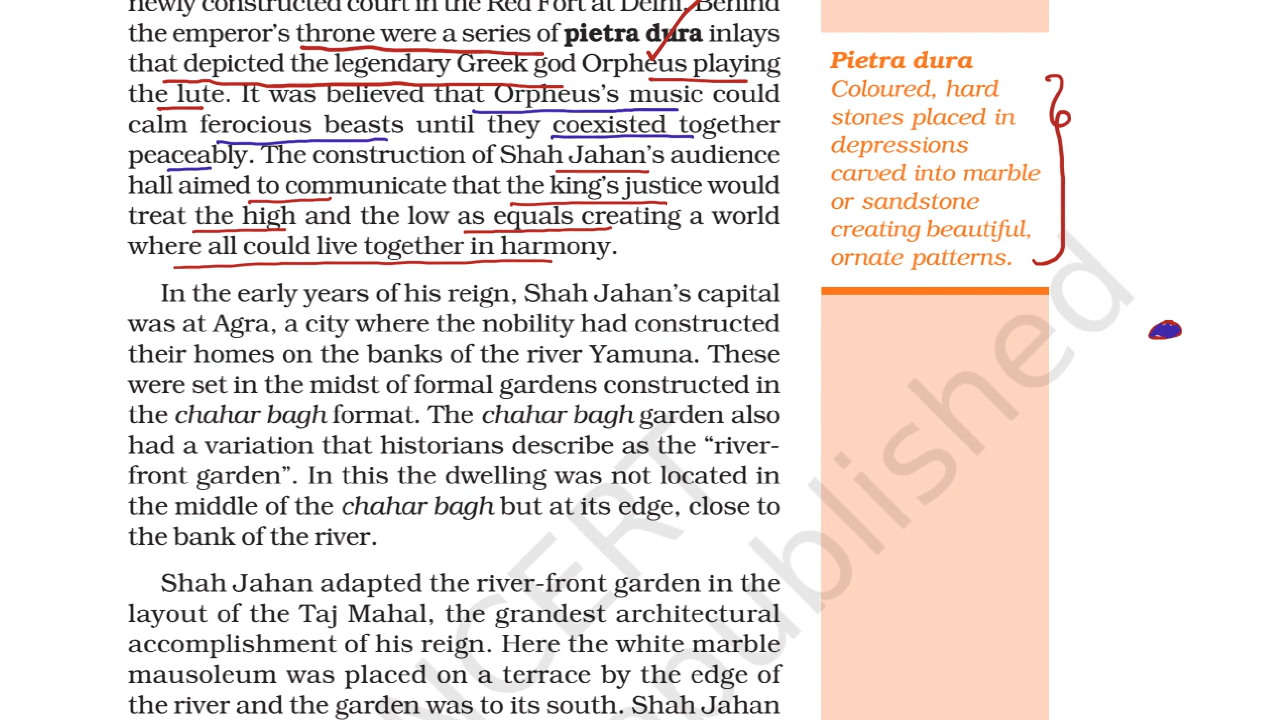 newly constructed court in the Red Fort at Delhi. Behind
the emperor's throne were a series of pietra dura inlays
that depicted the legendary Greek god Orpheus playing
the lute. It was believed that Orpheus's music could
calm ferocious beasts until they coexisted together
peaceably. The construction of Shah Jahan's audience
hall aimed to communicate that the king's justice would
treat the high and the low as equals creating a world
where all could live together in harmony.
In the early years of his reign, Shah Jahan's capital
was at Agra, a city where the nobility had constructed
their homes on the banks of the river Yamuna. These
were set in the midst of formal gardens constructed in
the chahar bagh format. The chahar bagh garden also
had a variation that historians describe as the “river-
front garden”. In this the dwelling was not located in
the middle of the chahar bagh but at its edge, close to
the bank of the river.
Shah Jahan adapted the river-front garden in the
layout of the Taj Mahal, the grandest architectural
accomplishment of his reign. Here the white marble
mausoleum was placed on a terrace by the edge of
the river and the garden was to its south. Shah Jahan
Pietra dura
Coloured, hard
stones placed in
depressions
carved into marble
or sandstone
creating beautiful,
ornate patterns.
NCERT
published